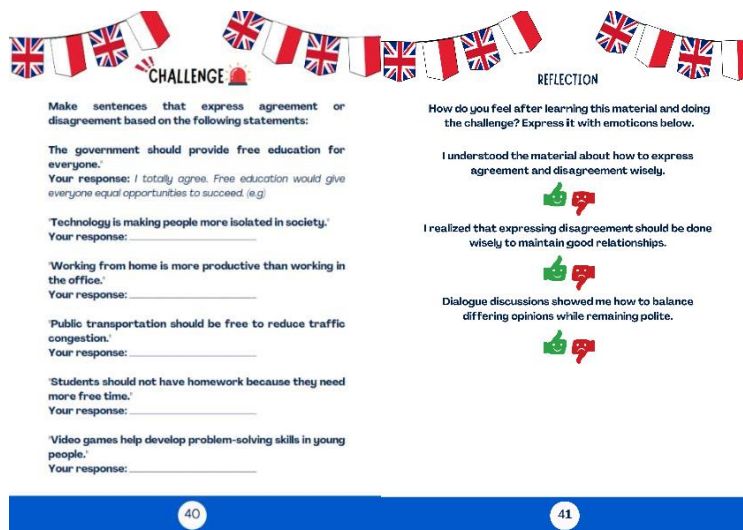 CHALLENGE
Make sentences that express agreement or
disagreement based on the following statements:
The government should provide free education for
everyone.'
Your response: I totally agree. Free education would give
everyone equal opportunities to succeed. (e.g)
'Technology is making people more isolated in society.'
Your response:
'Working from home is more productive than working in
the office.'
Your response:
'Public transportation should be free to reduce traffic
congestion.'
Your response:
'Students should not have homework because they need
more free time.'
Your response:
'Video games help develop problem-solving skills in young
people.'
Your response:
40
REFLECTION
How do you feel after learning this material and doing
the challenge? Express it with emoticons below.
I understood the material about how to express
agreement and disagreement wisely.
I realized that expressing disagreement should be done
wisely to maintain good relationships.
Dialogue discussions showed me how to balance
differing opinions while remaining polite.
41